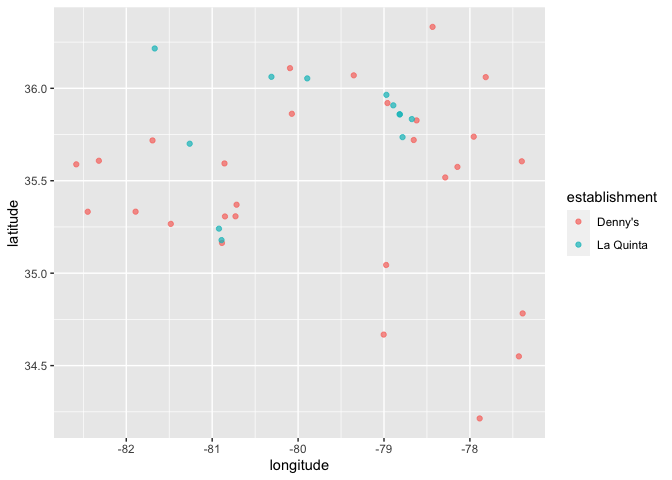 36.0
35.5
35.0
34.5
latitude
-82 -81 -80 -79 -78
longitude
establishment
Denny's
La Quinta